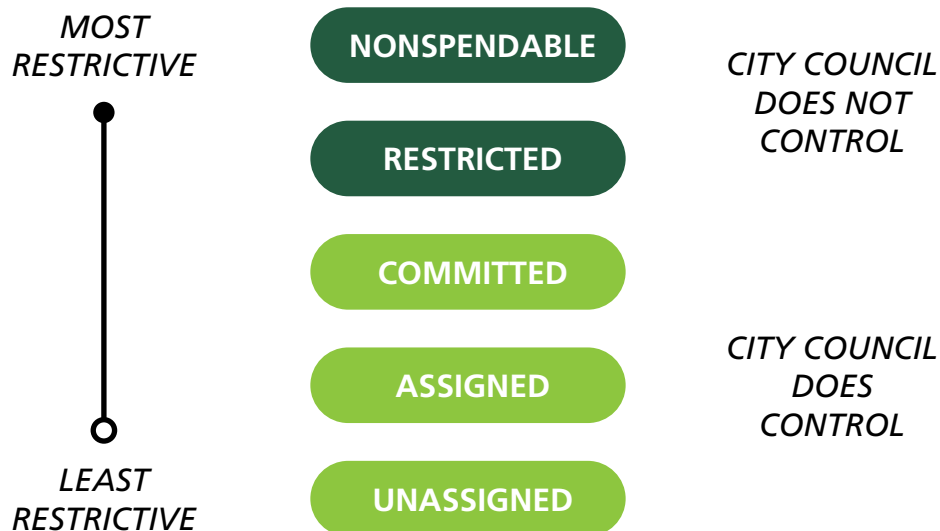 MOST
RESTRICTIVE
NONSPENDABLE
CITY COUNCIL
DOES NOT
CONTROL
RESTRICTED
COMMITTED
CITY COUNCIL
DOES
CONTROL
ASSIGNED
LEAST
RESTRICTIVE
UNASSIGNED